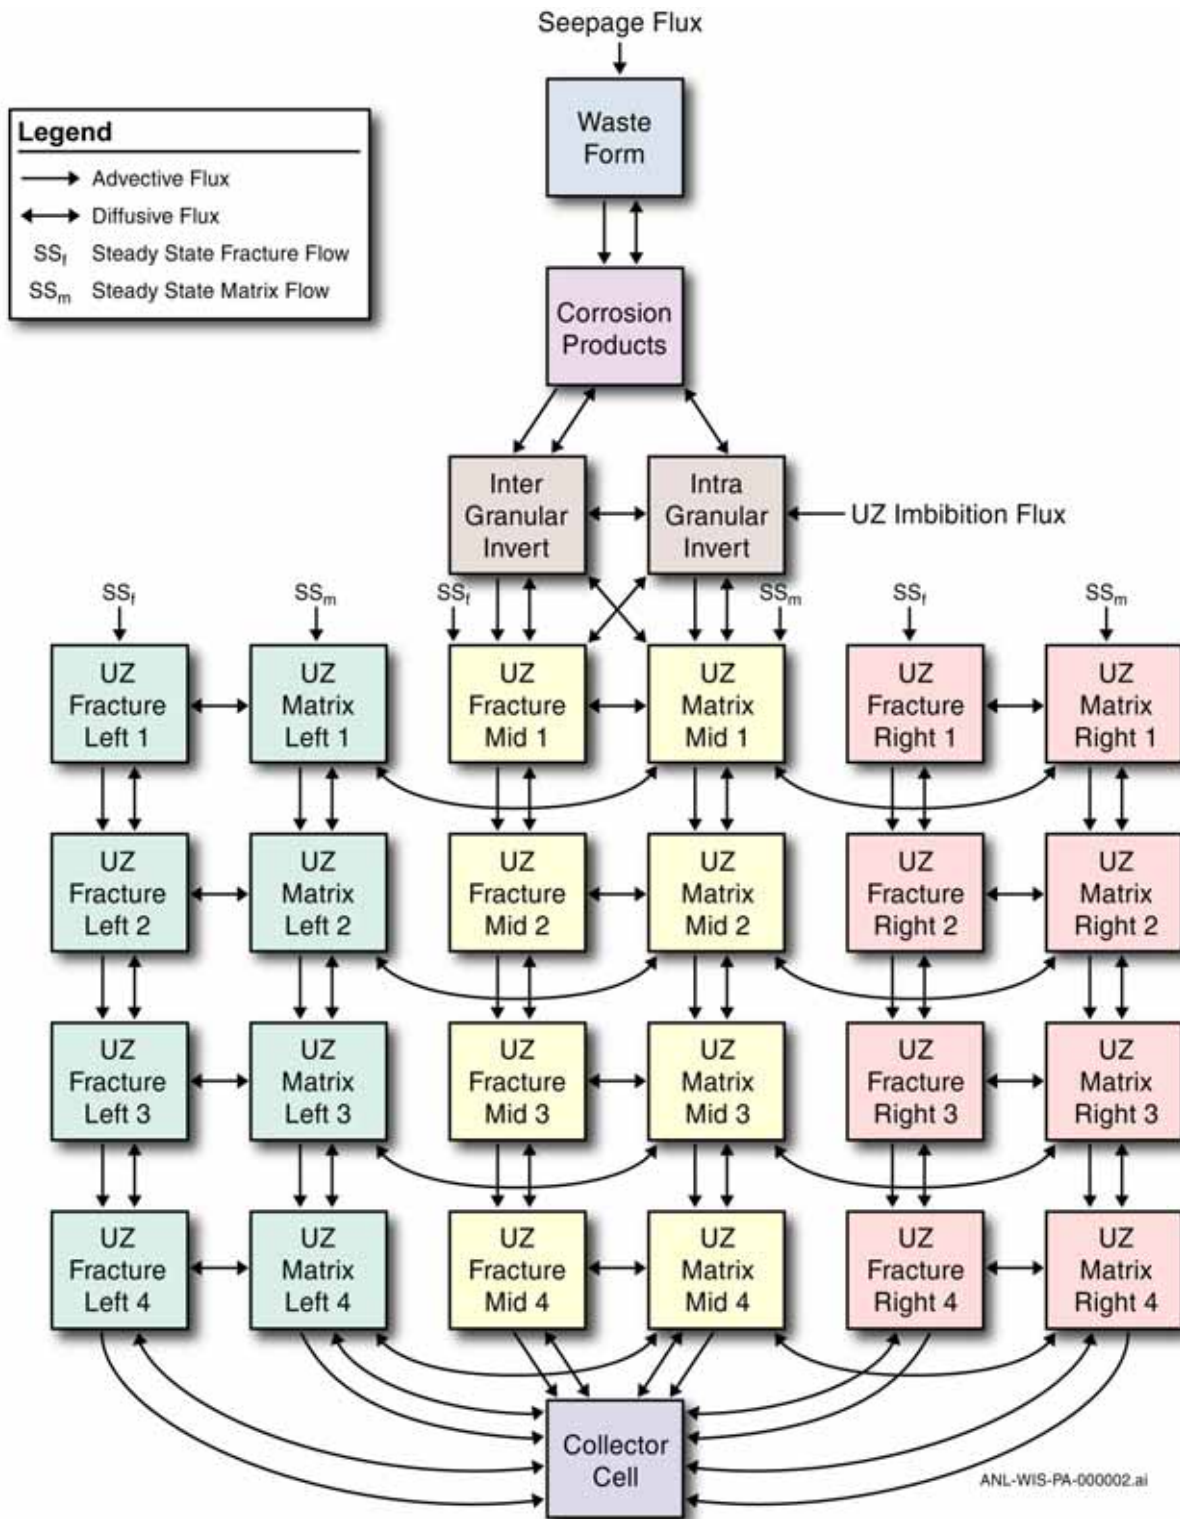 Seepage Flux
Waste
Form
Legend
Advective Flux
Diffusive Flux
SSf Steady State Fracture Flow
SSm Steady State Matrix Flow
Corrosion
Products
Inter
Granular
Invert
Intra
Granular
Invert
UZ Imbibition Flux
SSf
SSm
SSf
SSm
SSf
SSm
UZ
Fracture
Left 1
UZ
Matrix
Left 1
UZ
Fracture
Mid 1
UZ
Matrix
Mid 1
UZ
Fracture
Right 1
UZ
Matrix
Right 1
UZ
Fracture
Left 2
UZ
Matrix
Left 2
UZ
Fracture
Mid 2
UZ
Matrix
Mid 2
UZ
Fracture
Right 2
UZ
Matrix
Right 2
UZ
Fracture
Left 3
UZ
Matrix
Left 3
UZ
Fracture
Mid 3
UZ
Matrix
Mid 3
UZ
Fracture
Right 3
UZ
Matrix
Right 3
UZ
Fracture
Left 4
UZ
Matrix
Left 4
UZ
Fracture
Mid 4
UZ
Matrix
Mid 4
UZ
Fracture
Right 4
UZ
Matrix
Right 4
Collector
Cell
ANL-WIS-PA-000002.ai